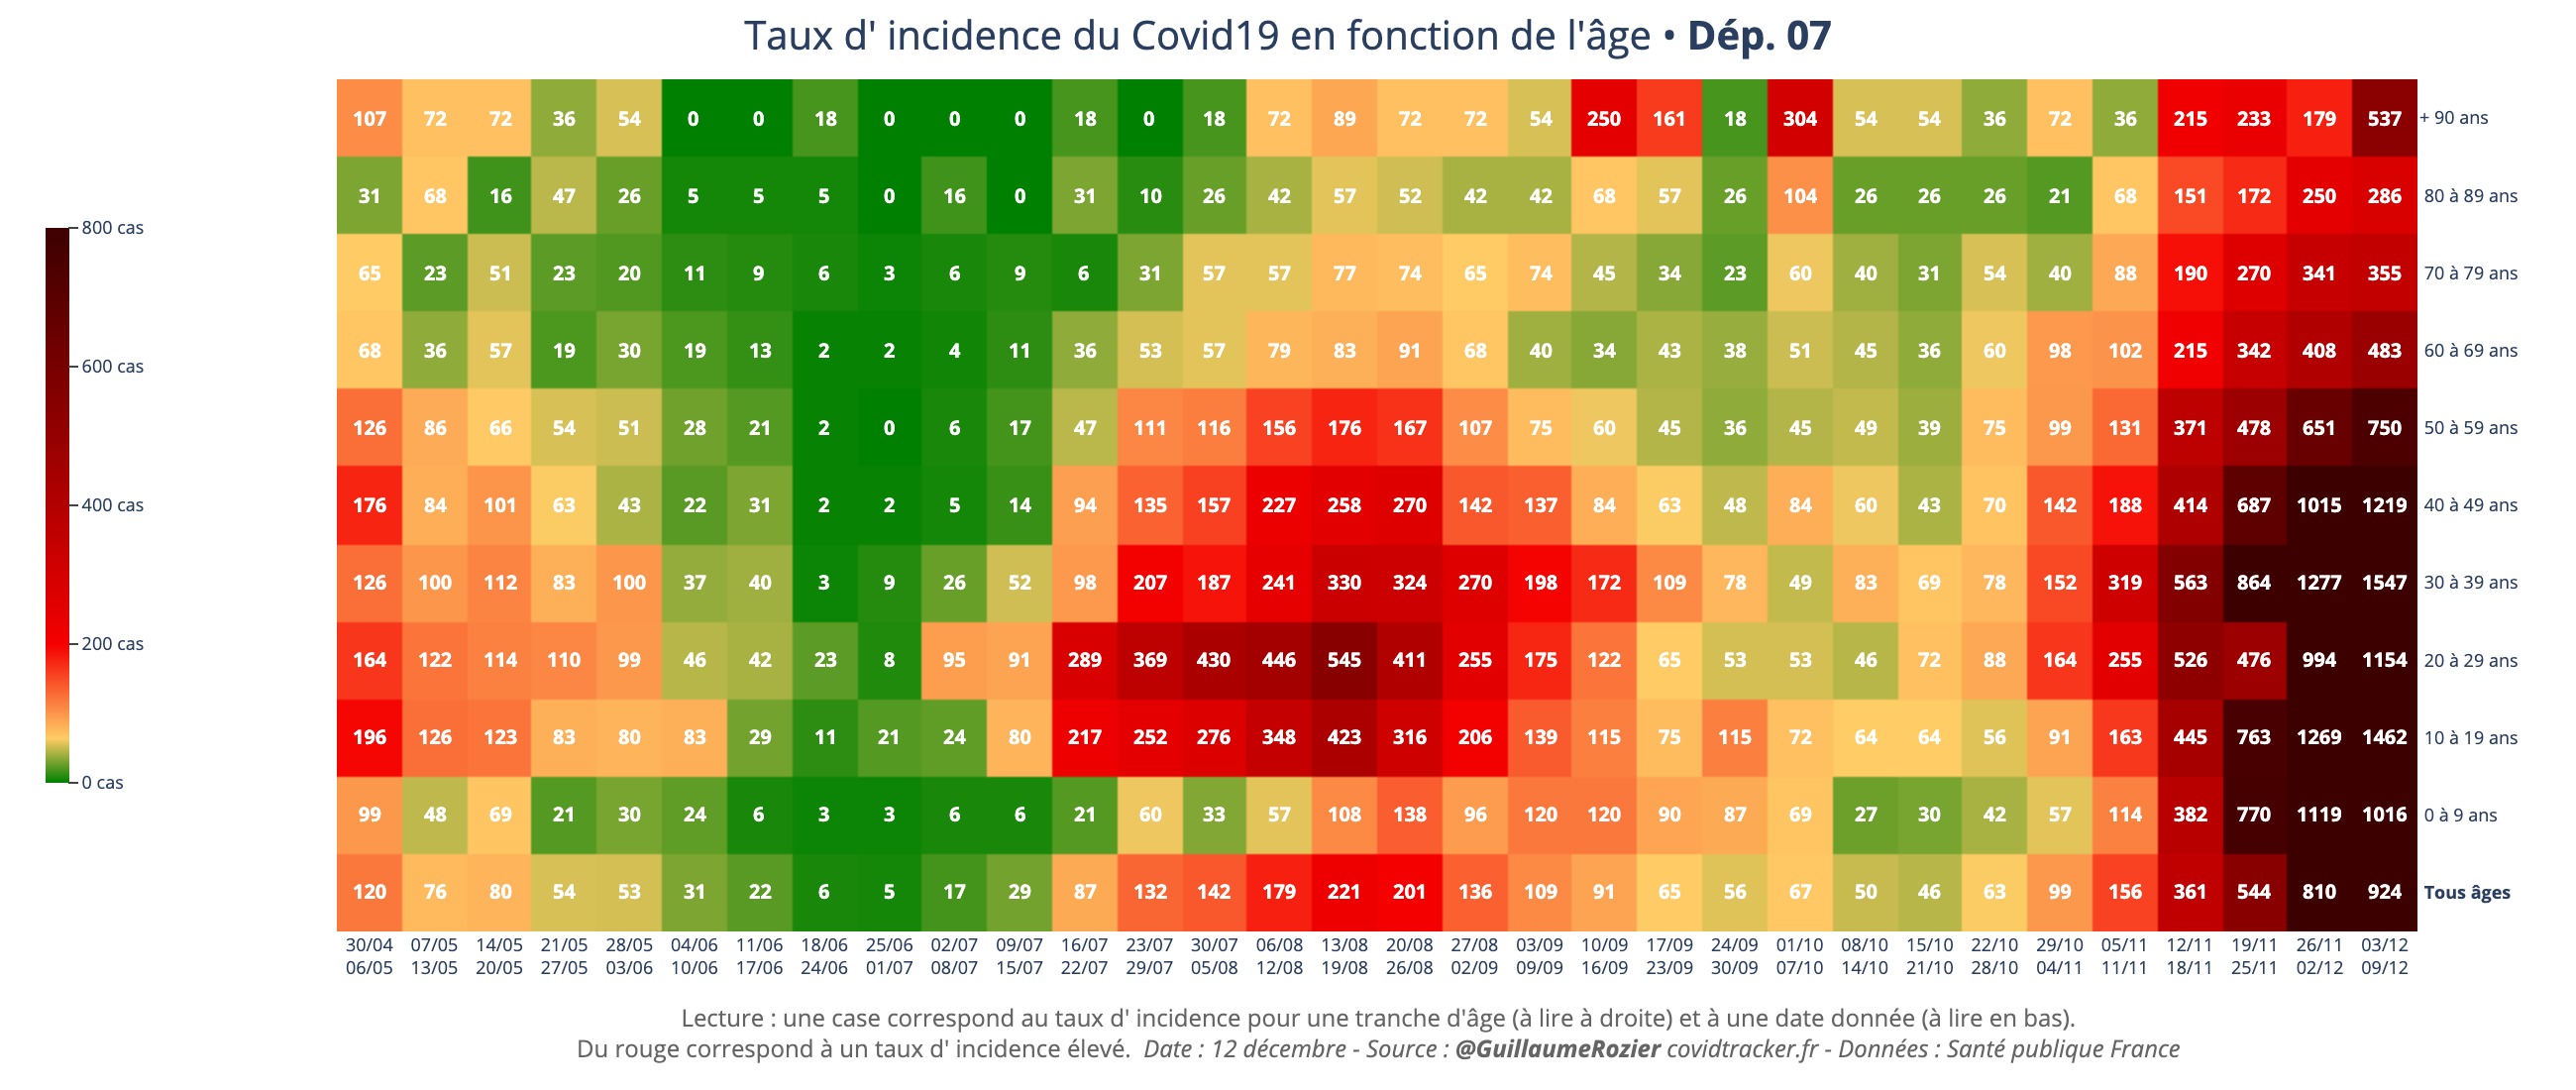 Taux d' incidence du Covid19 en fonction de l'âge • Dép. 07
800 cas
600 cas
400 cas
200 cas
0 cas
107 72 72 36 54 0 0 18 0 0 0 18 0 18 72 89 72 72 54 250 161 18 304 54 54 36 72 36 215 233 179 537 + 90 ans
31 68 16 47 26 5 5 5 0 16 0 31 10 26 42 57 52 42 42 68 57 26 104 26 26 26 21 68 151 172 250 286 80 à 89 ans
65 23 51 23 20 11 9 6 3 6 9 6 31 57 57 77 74 65 74 45 34 23 60 40 31 54 40 88 190 270 341 355 70 à 79 ans
68 36 57 19 30 19 13 2 2 4 11 36 53 57 79 83 91 68 40 34 43 38 51 45 36 60 98 102 215 342 408 483 60 à 69 ans
126 86 66 54 51 28 21 2 0 6 17 47 111 116 156 176 167 107 75 60 45 36 45 49 39 75 99 131 371 478 651 750 50 à 59 ans
176 84 101 63 43 22 31 2 2 5 14 94 135 157 227 258 270 142 137 84 63 48 84 60 43 70 142 188 414 687 1015 1219 40 à 49 ans
126 100 112 83 100 37 40 3 9 26 52 98 207 187 241 330 324 270 198 172 109 78 49 83 69 78 152 319 563 864 1277 1547 30 à 39 ans
164 122 114 110 99 46 42 23 8 95 91 289 369 430 446 545 411 255 175 122 65 53 53 46 72 88 164 255 526 476 994 1154 20 à 29 ans
196 126 123 83 80 83 29 11 21 24 80 217 252 276 348 423 316 206 139 115 75 115 72 64 64 56 91 163 445 763 1269 1462 10 à 19 ans
99 48 69 21 30 24 6 3 3 6 6 21 60 33 57 108 138 96 120 120 90 87 69 27 30 42 57 114 382 770 1119 1016 0 à 9 ans
120 76 80 54 53 31 22 6 5 17 29 87 132 142 179 221 201 136 109 91 65 56 67 50 46 63 99 156 361 544 810 924 Tous âges
30/04 07/05 14/05 21/05 28/05 04/06 11/06 18/06 25/06 02/07 09/07 16/07 23/07 30/07 06/08 13/08 20/08 27/08 03/09 10/09 17/09 24/09 01/10 08/10 15/10 22/10 29/10 05/11 12/11 19/11 26/11 03/12
06/05 13/05 20/05 27/05 03/06 10/06 17/06 24/06 01/07 08/07 15/07 22/07 29/07 05/08 12/08 19/08 26/08 02/09 09/09 16/09 23/09 30/09 07/10 14/10 21/10 28/10 04/11 11/11 18/11 25/11 02/12 09/12
Lecture : une case correspond au taux d' incidence pour une tranche d'âge (à lire à droite) et à une date donnée (à lire en bas).
Du rouge correspond à un taux d' incidence élevé. Date : 12 décembre - Source : @GuillaumeRozier covidtracker.fr - Données : Santé publique France